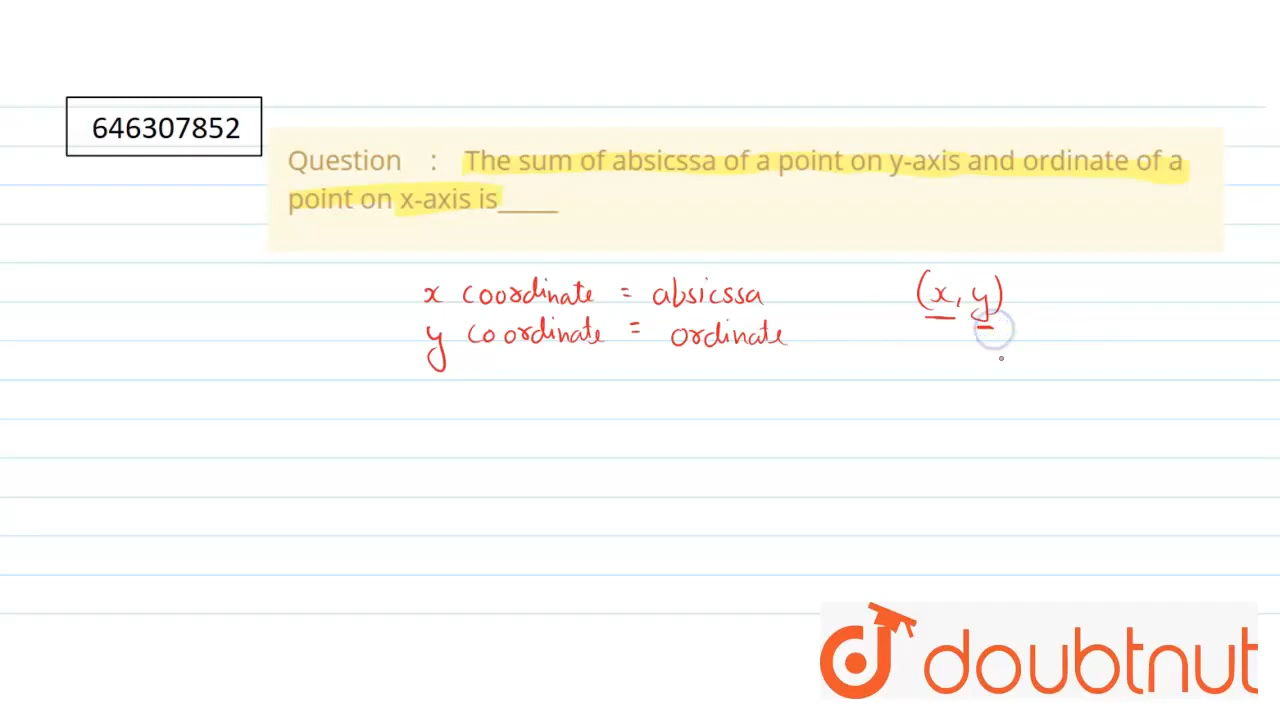 646307852
Question : The sum of absicssa of a point on y-axis and ordinate of a
point on x-axis is_____
x coordinate = absicssa (x, y)
y coordinate = ordinate
doubtnut